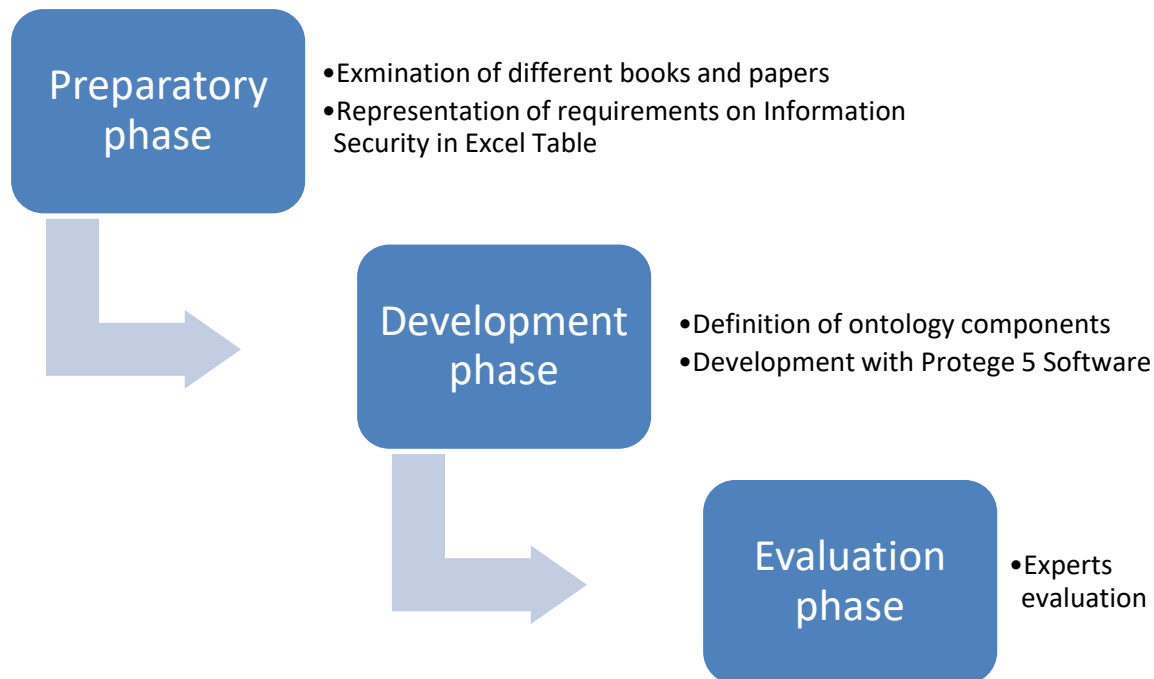 Preparatory
phase
•Exmination of different books and papers
•Representation of requirements on Information
Security in Excel Table
Development
phase
•Definition of ontology components
•Development with Protege 5 Software
Evaluation
phase
•Experts
evaluation